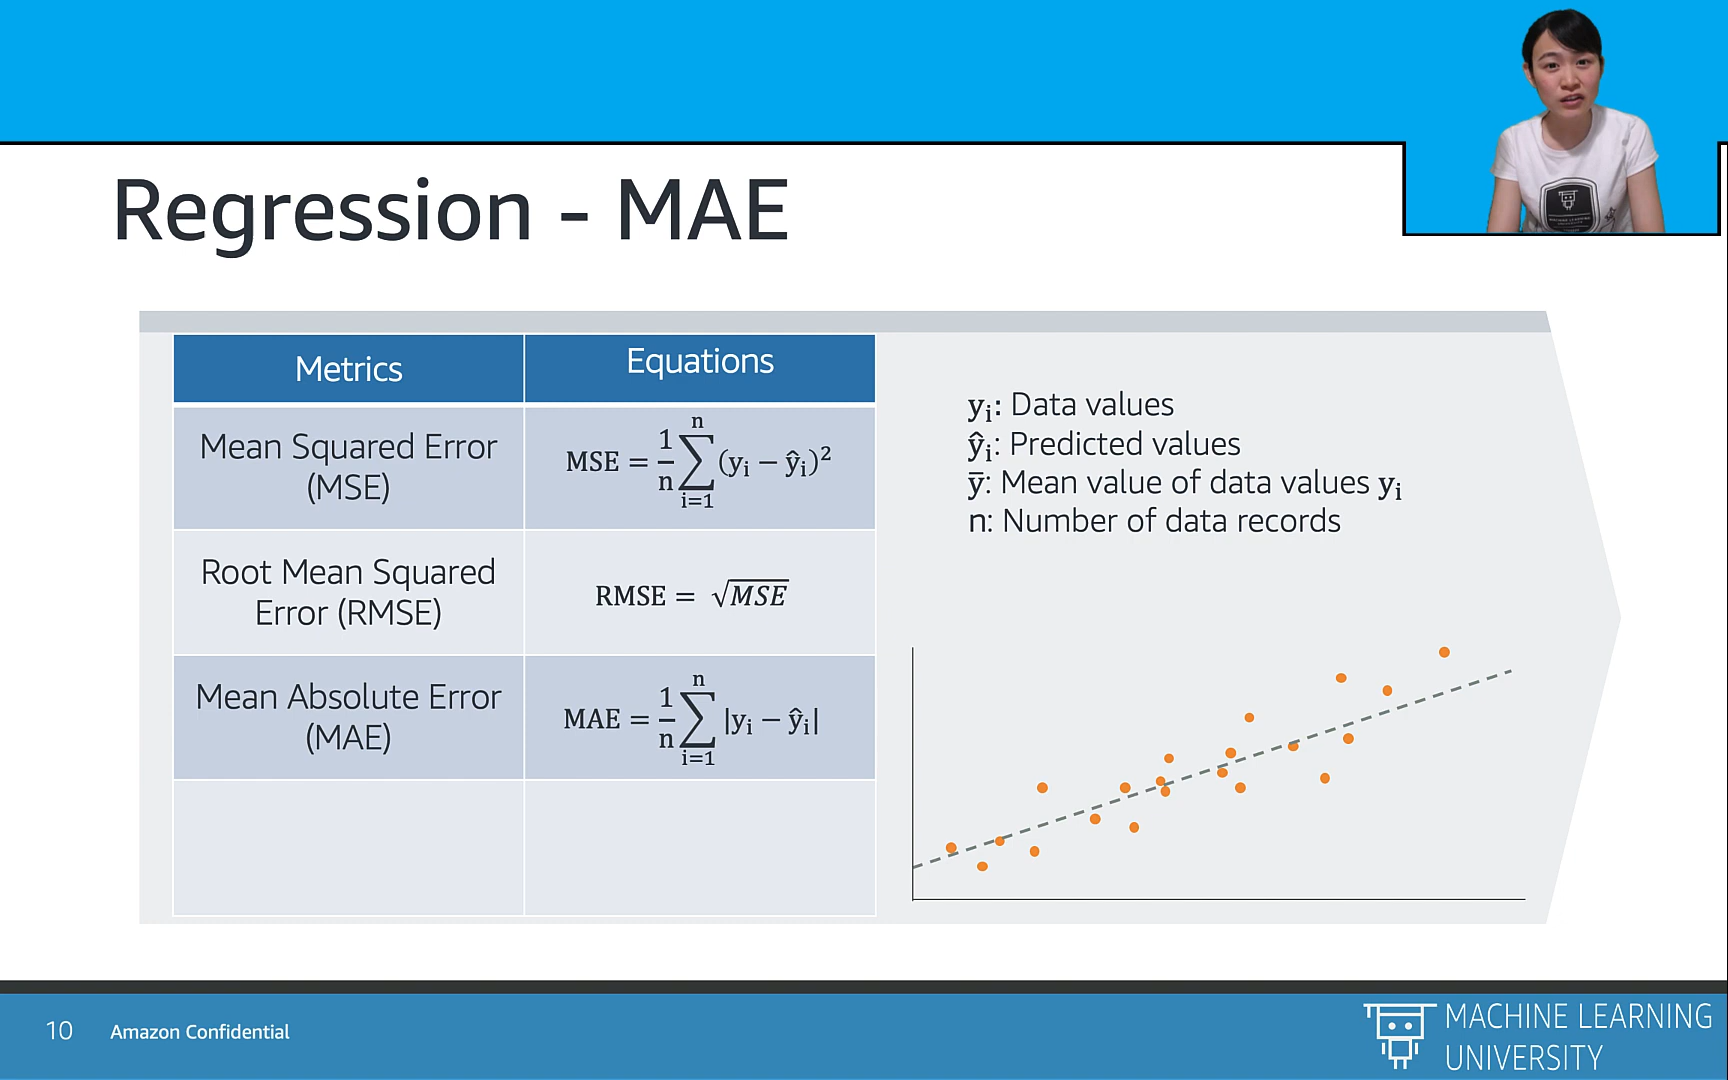 Regression - MAE
Metrics
Equations
Mean Squared Error
(MSE)
MSE = 1/n ∑ⁿᵢ₌₁ (yᵢ − ŷᵢ)²
Root Mean Squared
Error (RMSE)
RMSE = √MSE
Mean Absolute Error
(MAE)
MAE = 1/n ∑ⁿᵢ₌₁ |yᵢ − ŷᵢ|
yᵢ: Data values
ŷᵢ: Predicted values
ȳ: Mean value of data values yᵢ
n: Number of data records
10
Amazon Confidential
MACHINE LEARNING
UNIVERSITY